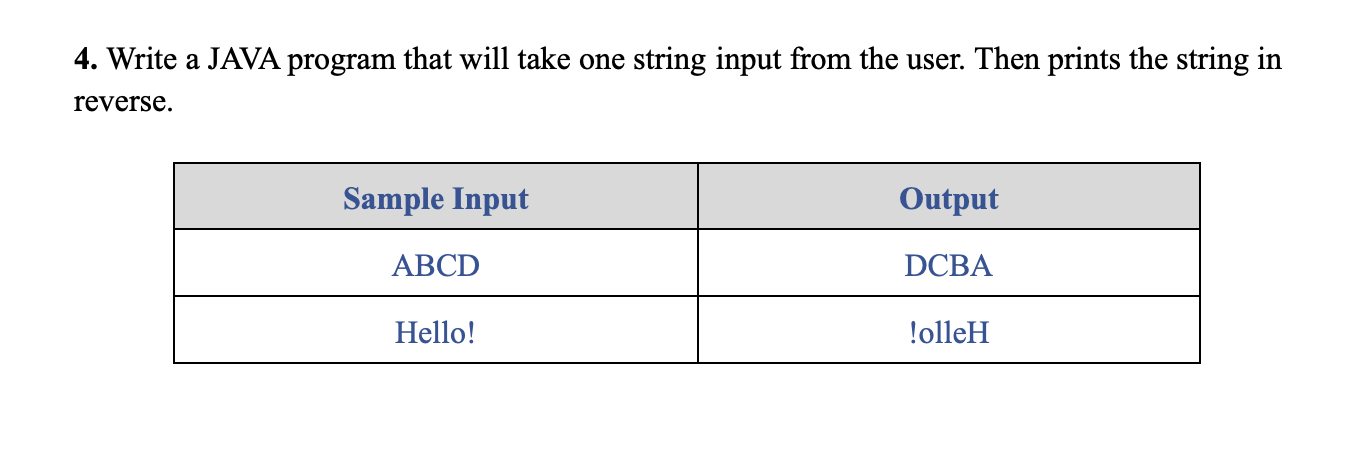 4. Write a JAVA program that will take one string input from the user. Then prints the string in
reverse.
Sample Input Output
ABCD DCBA
Hello! !olleH